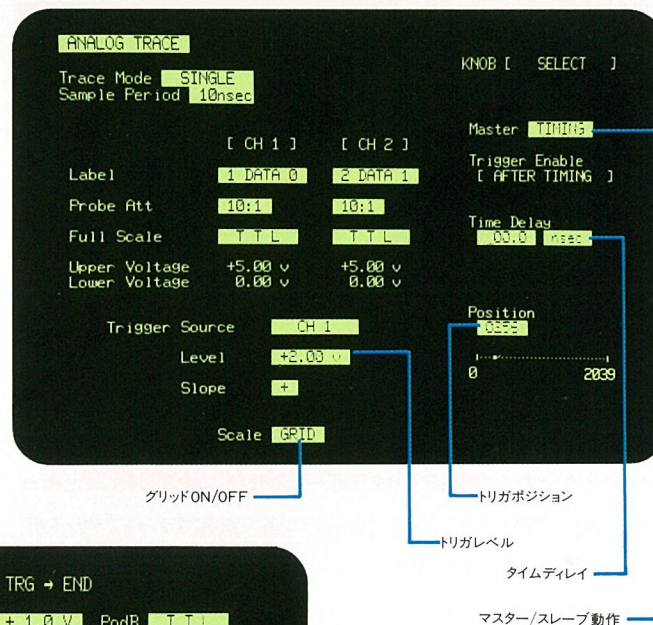 ANALOG TRACE
KNOB [ SELECT ]
Trace Mode SINGLE
Sample Period 10nsec
Master TIMING
[ CH 1 ] [ CH 2 ]
Trigger Enable
[ AFTER TIMING ]
Label 1 DATA 0 2 DATA 1
Probe Att 10:1 10:1
Time Delay
nsec
Full Scale T T L T T L
Upper Voltage +5.00 v +5.00 v
Lower Voltage 0.00 v 0.00 v
Position
Trigger Source CH 1
Level +2.00 v
0 2039
Slope +
Scale GRID
グリッドON/OFF
トリガポジション
トリガレベル
タイムディレイ
マスター/スレーブ動作
TRG → END
+ 1.0 V PodB T T L